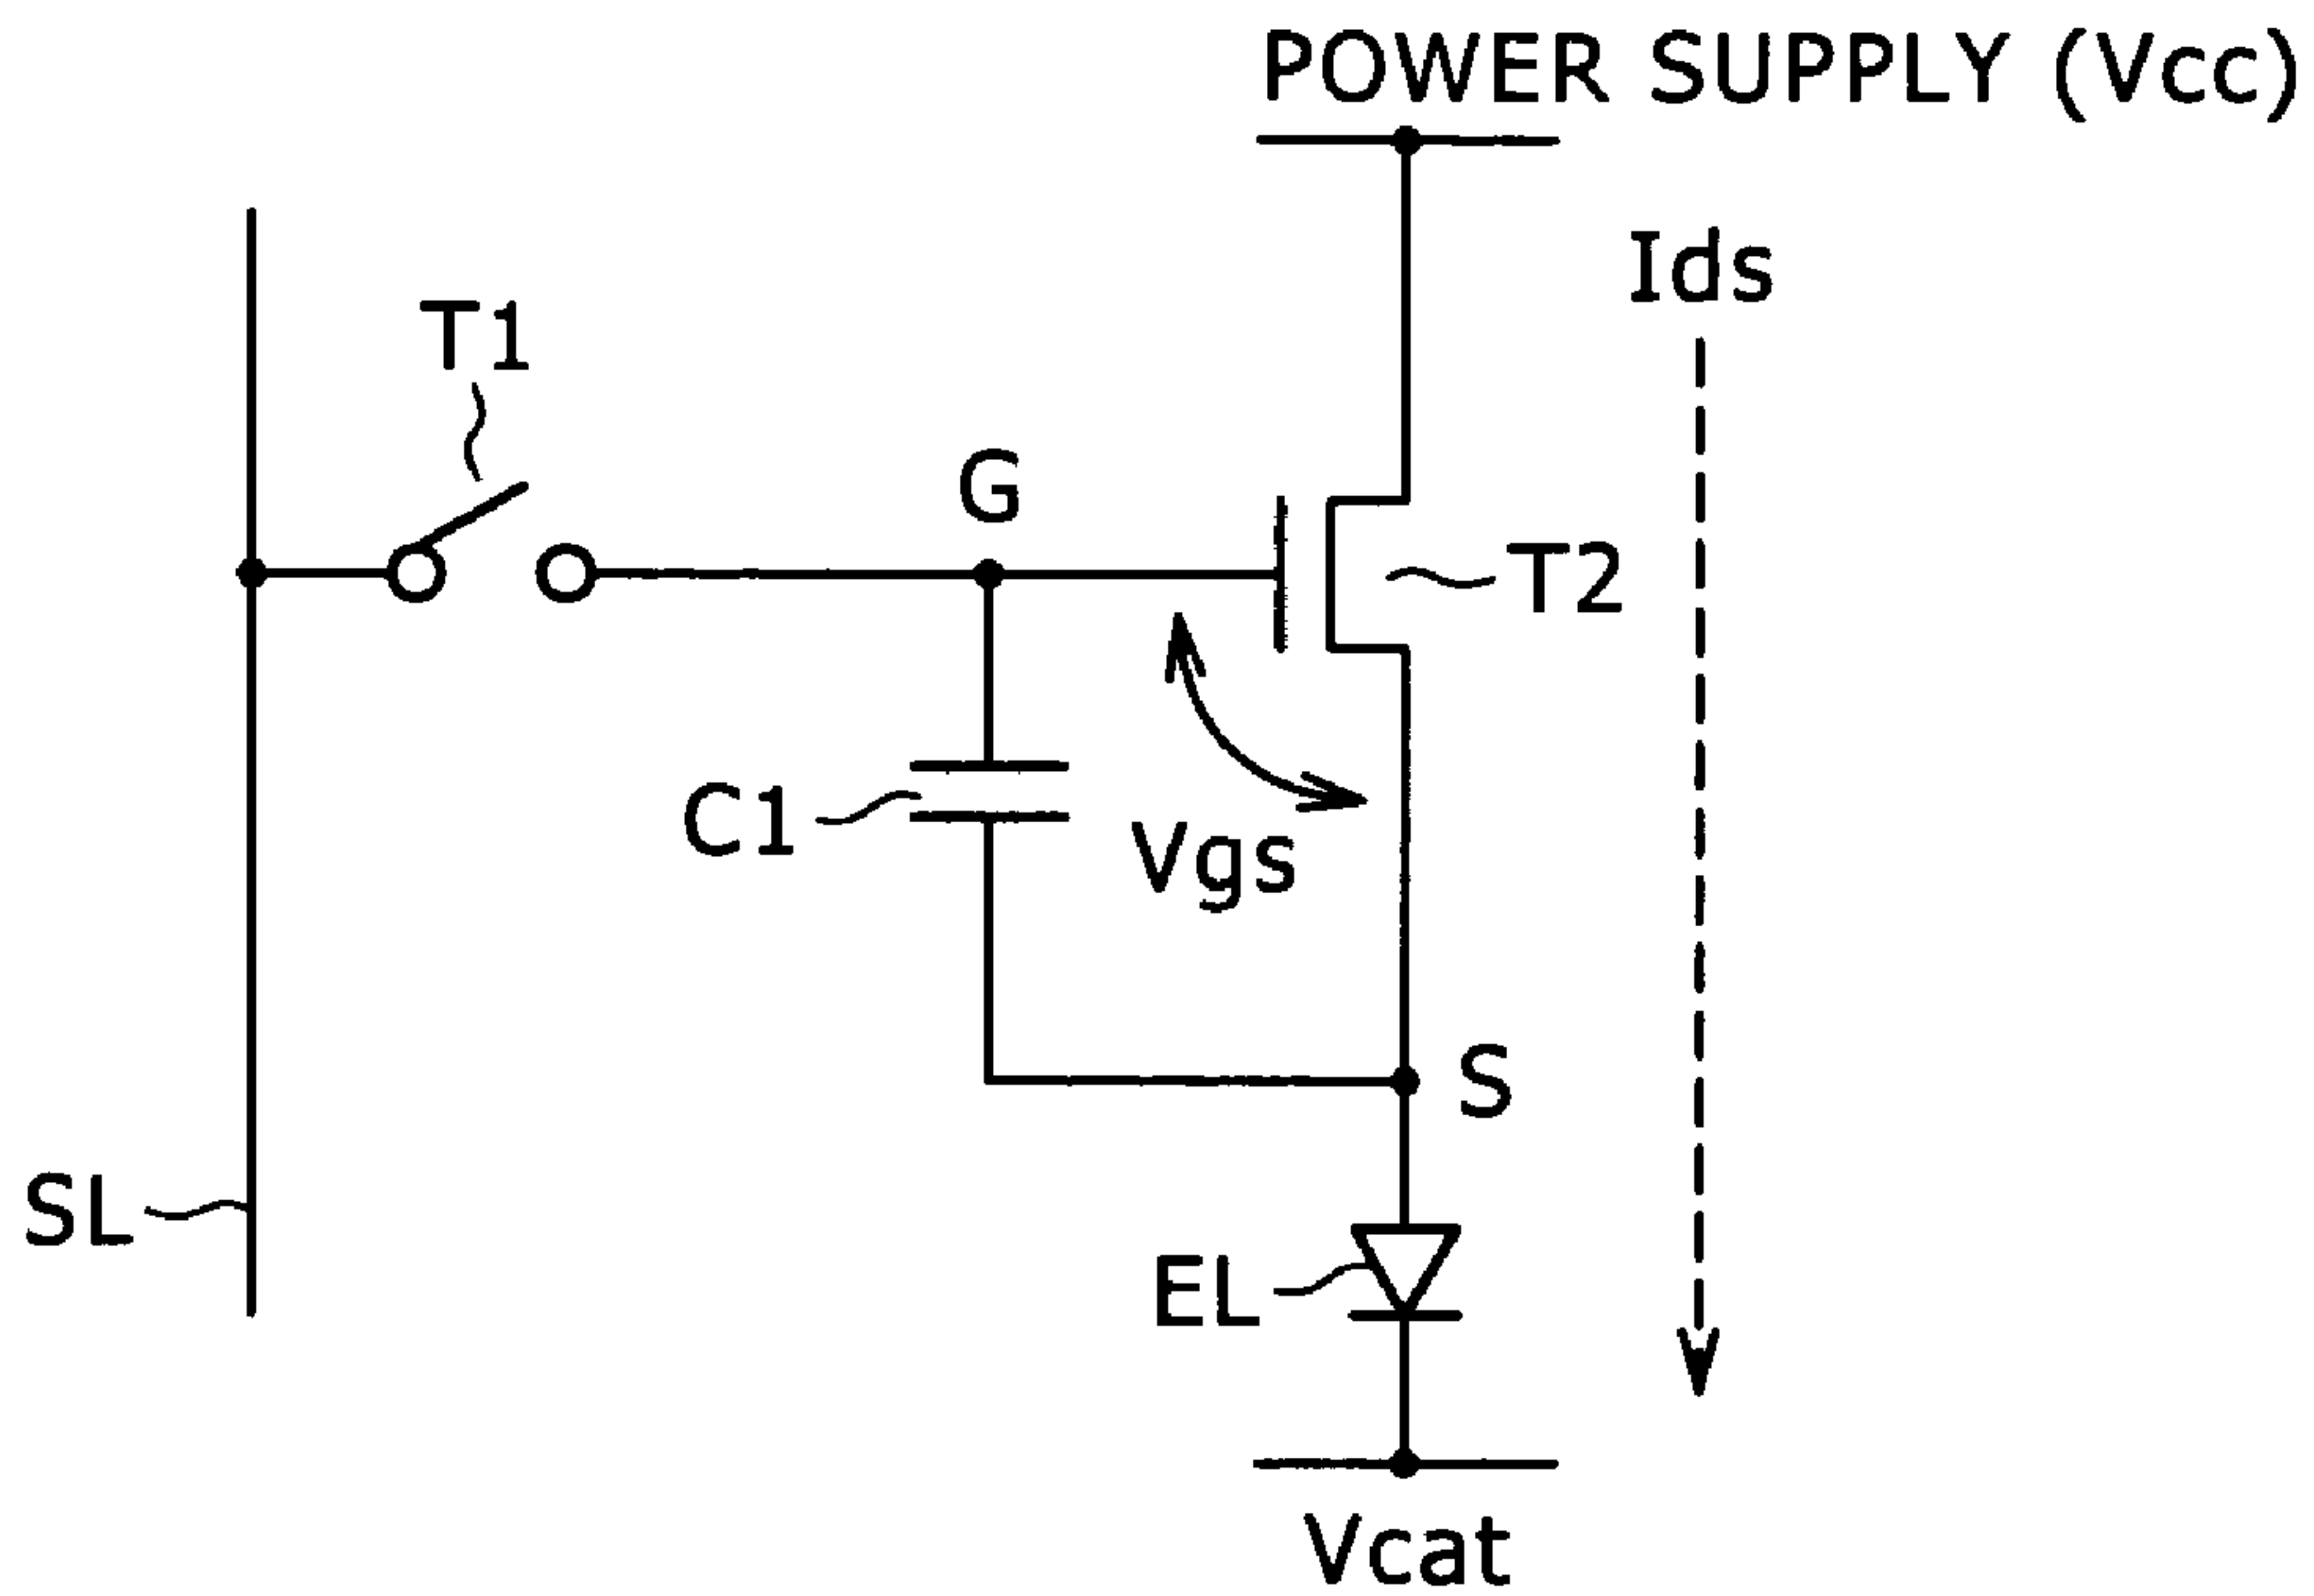 POWER SUPPLY (Vcc)
Ids
T1
G
T2
C1
Vgs
S
SL
EL
Vcat